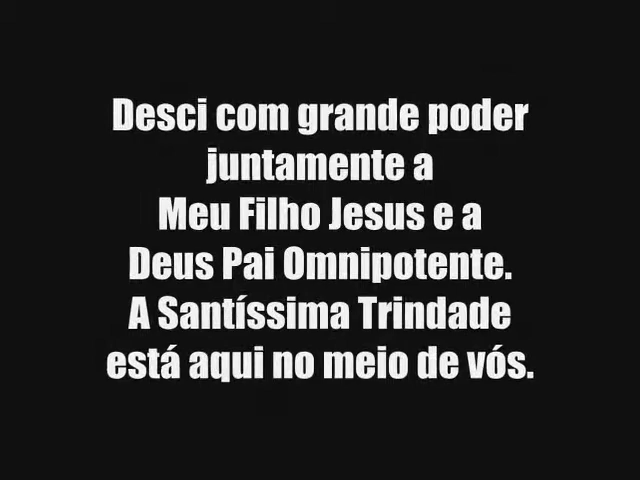 Desci com grande poder
juntamente a
Meu Filho Jesus e a
Deus Pai Omnipotente.
A Santíssima Trindade
está aqui no meio de vós.